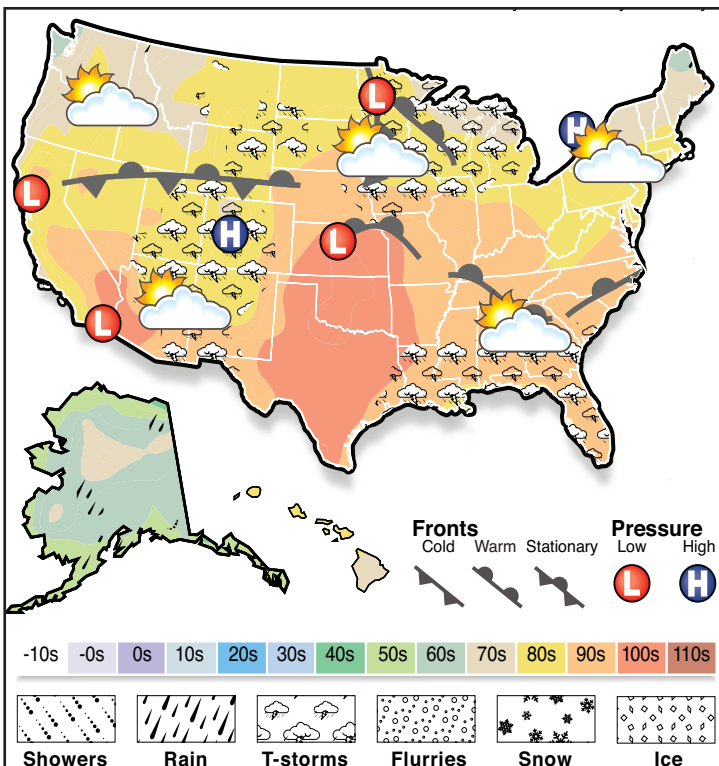 L
H
L
H
L
L
Fronts Pressure
Cold Warm Stationary Low High
L H
-10s -0s 0s 10s 20s 30s 40s 50s 60s 70s 80s 90s 100s 110s
Showers Rain T-storms Flurries Snow Ice